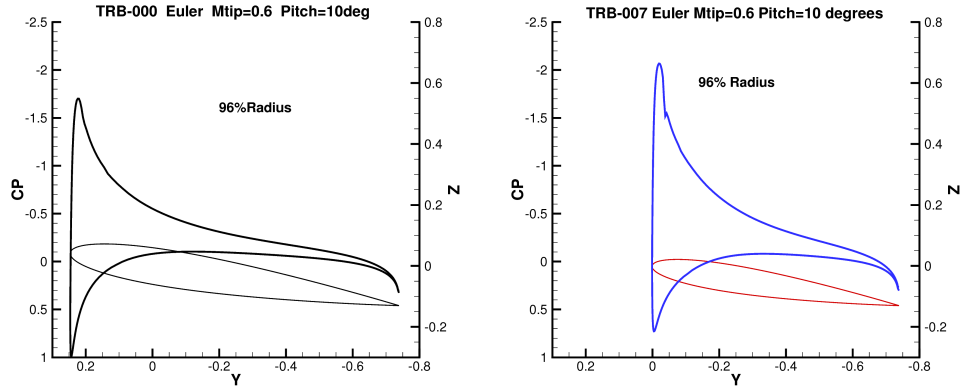 TRB-000 Euler Mtip=0.6 Pitch=10deg
-2.5
-2
-1.5
-1
-0.5
0
0.5
1
CP
96%Radius
0.8
0.6
0.4
0.2
0
-0.2
Z
0.2 0 -0.2 -0.4 -0.6 -0.8
Y
TRB-007 Euler Mtip=0.6 Pitch=10 degrees
-2.5
-2
-1.5
-1
-0.5
0
0.5
1
CP
96% Radius
0.8
0.6
0.4
0.2
0
-0.2
Z
0.2 0 -0.2 -0.4 -0.6 -0.8
Y